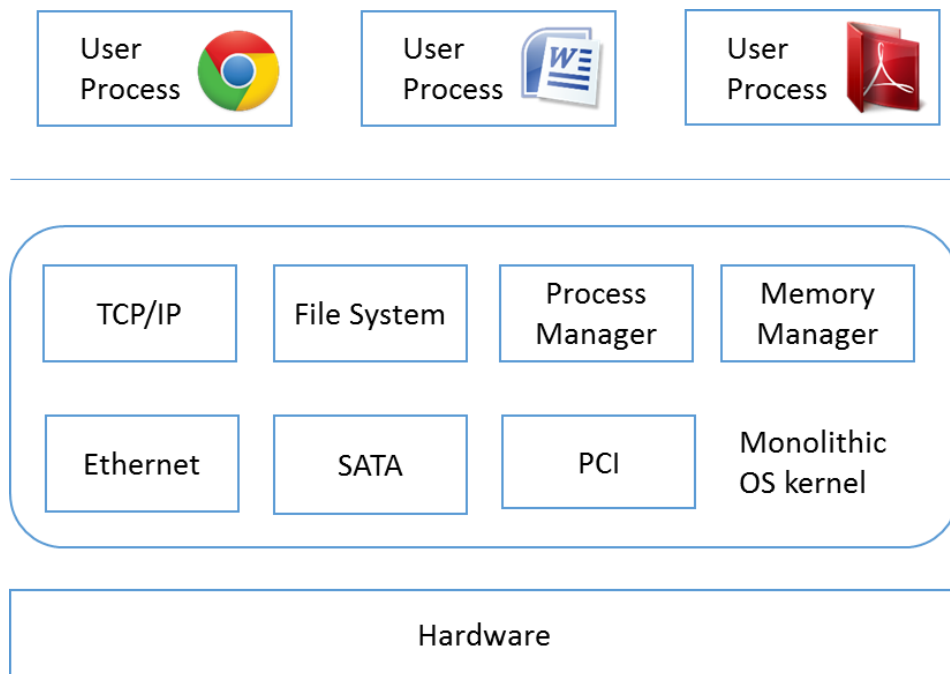 User
Process
User
Process
W
User
Process
TCP/IP
File System
Process
Manager
Memory
Manager
Ethernet
SATA
PCI
Monolithic
OS kernel
Hardware